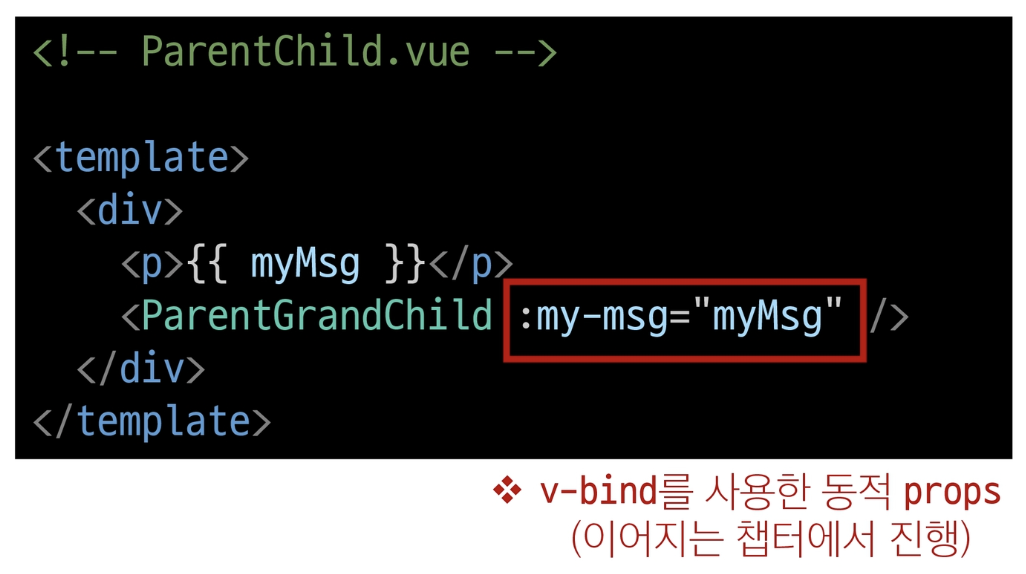 <!-- ParentChild.vue -->
<template>
<div>
<p>{{ myMsg }}</p>
<ParentGrandChild :my-msg="myMsg" />
</div>
</template>
❖ v-bind를 사용한 동적 props
(이어지는 챕터에서 진행)